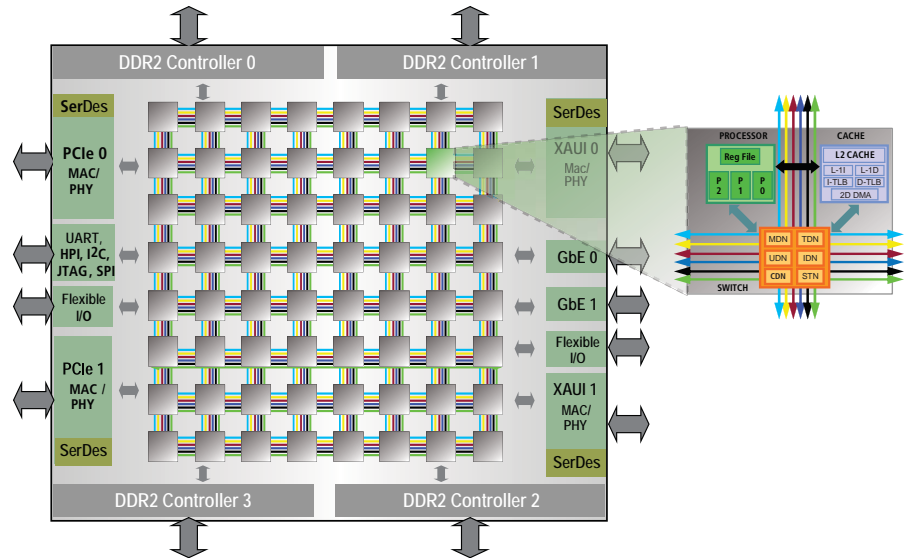 DDR2 Controller 0
DDR2 Controller 1
SerDes
PCIe 0
MAC/
PHY
UART,
HPI, I²C,
JTAG, SPI
Flexible
I/O
PCIe 1
MAC /
PHY
SerDes
SerDes
XAUI 0
Mac/
PHY
GbE 0
GbE 1
Flexible
I/O
XAUI 1
MAC/
PHY
SerDes
DDR2 Controller 3
DDR2 Controller 2
PROCESSOR
CACHE
Reg File
P
2
P
1
P
0
L2 CACHE
L-1I
L-1D
I-TLB
D-TLB
2D DMA
MDN
TDN
UDN
IDN
CDN
STN
SWITCH